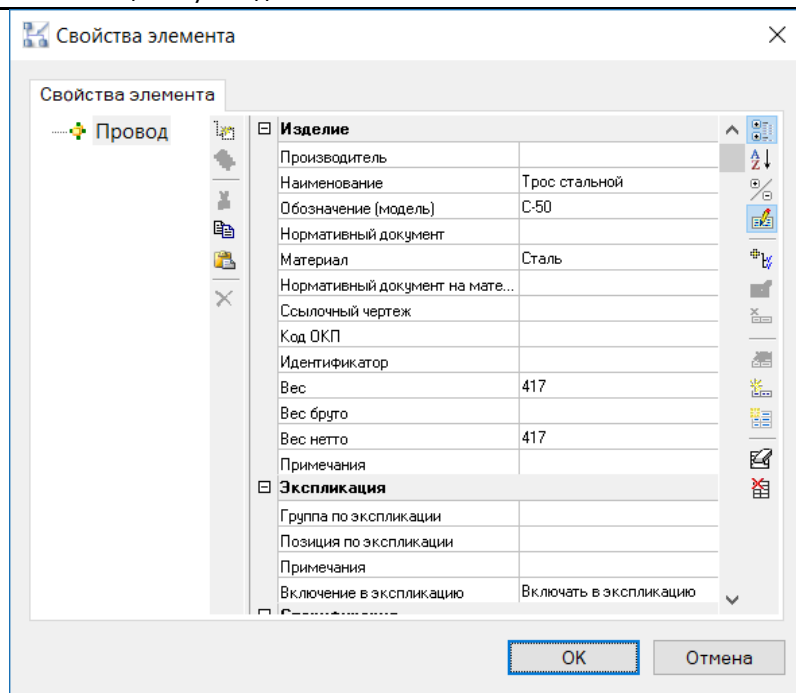 Свойства элемента
Свойства элемента
Провод
Изделие
Производитель
Наименование Трос стальной
Обозначение (модель) С-50
Нормативный документ
Материал Сталь
Нормативный документ на мате...
Ссылочный чертеж
Код ОКП
Идентификатор
Вес 417
Вес бруто
Вес нетто 417
Примечания
Экспликация
Группа по экспликации
Позиция по экспликации
Примечания
Включение в экспликацию Включать в экспликацию
OK Отмена